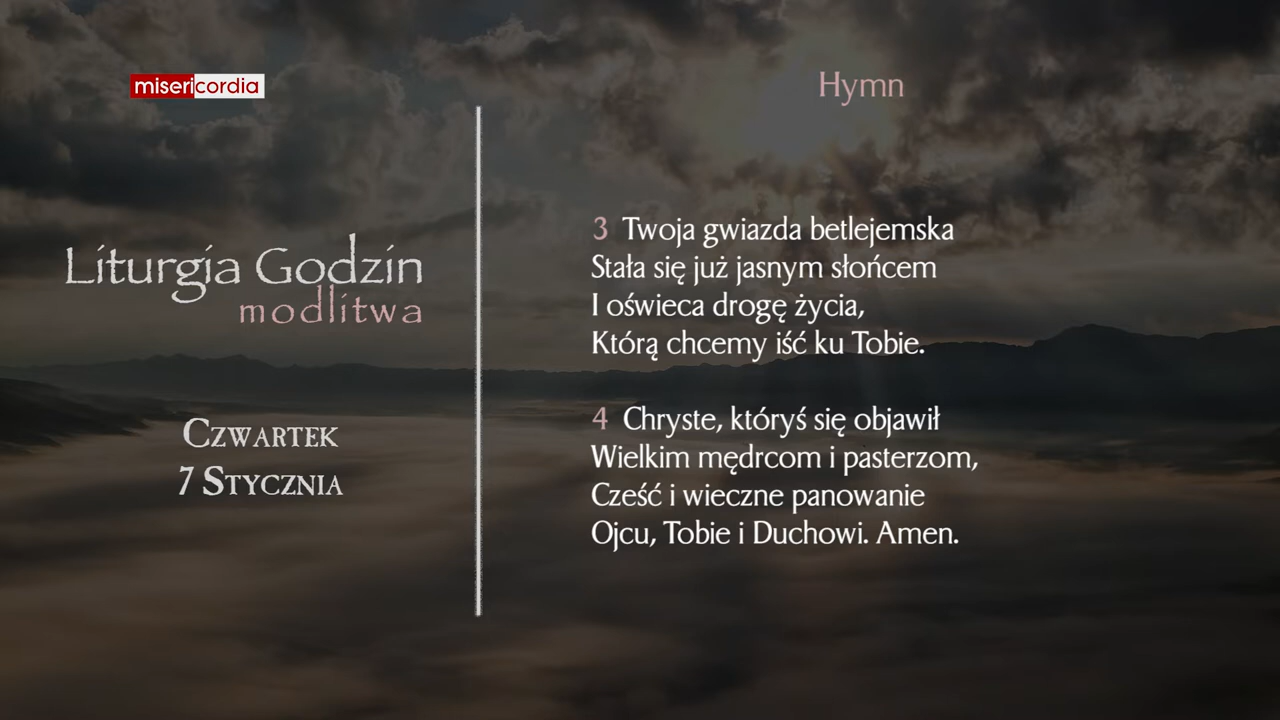 misericordia
Liturgia Godzin
modlitwa
Czwartek
7 Stycznia
Hymn
3 Twoja gwiazda betlejemska
Stała się już jasnym słońcem
I oświeca drogę życia,
Którą chcemy iść ku Tobie.
4 Chryste, któryś się objawił
Wielkim mędrcom i pasterzom,
Cześć i wieczne panowanie
Ojcu, Tobie i Duchowi. Amen.